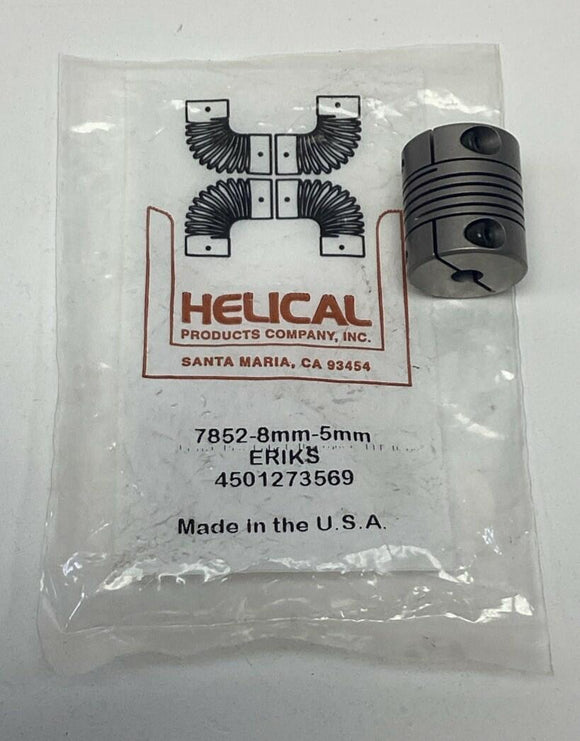 HELICAL
PRODUCTS COMPANY, INC.
SANTA MARIA, CA 93454
7852-8mm-5mm
ERIKS
4501273569
Made in the U.S.A.